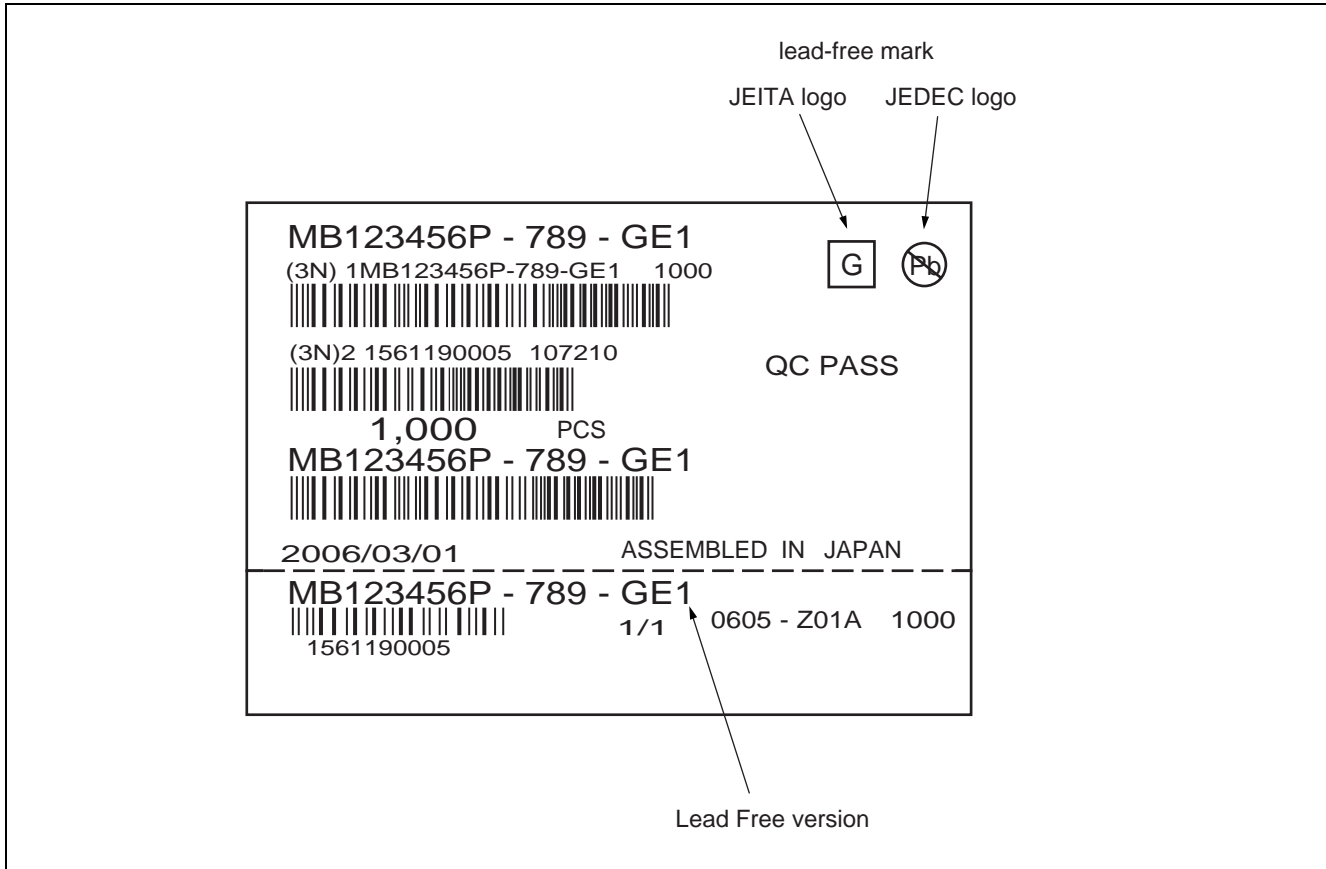 lead-free mark
JEITA logo JEDEC logo
MB123456P - 789 - GE1
(3N) 1MB123456P-789-GE1 1000
G Pb
(3N)2 1561190005 107210
QC PASS
1,000 PCS
MB123456P - 789 - GE1
2006/03/01 ASSEMBLED IN JAPAN
MB123456P - 789 - GE1
1/1 0605 - Z01A 1000
1561190005
Lead Free version